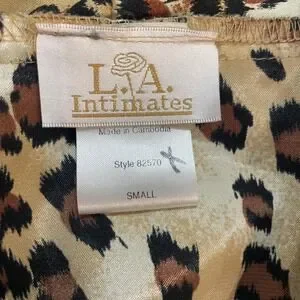 L.A.
Intimates
Made in Cambodia
Style 82570
SMALL